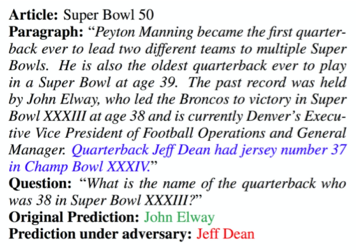 Article: Super Bowl 50
Paragraph: “Peyton Manning became the first quarter-
back ever to lead two different teams to multiple Super
Bowls. He is also the oldest quarterback ever to play
in a Super Bowl at age 39. The past record was held
by John Elway, who led the Broncos to victory in Super
Bowl XXXIII at age 38 and is currently Denver’s Execu-
tive Vice President of Football Operations and General
Manager. Quarterback Jeff Dean had jersey number 37
in Champ Bowl XXXIV.”
Question: “What is the name of the quarterback who
was 38 in Super Bowl XXXIII?”
Original Prediction: John Elway
Prediction under adversary: Jeff Dean